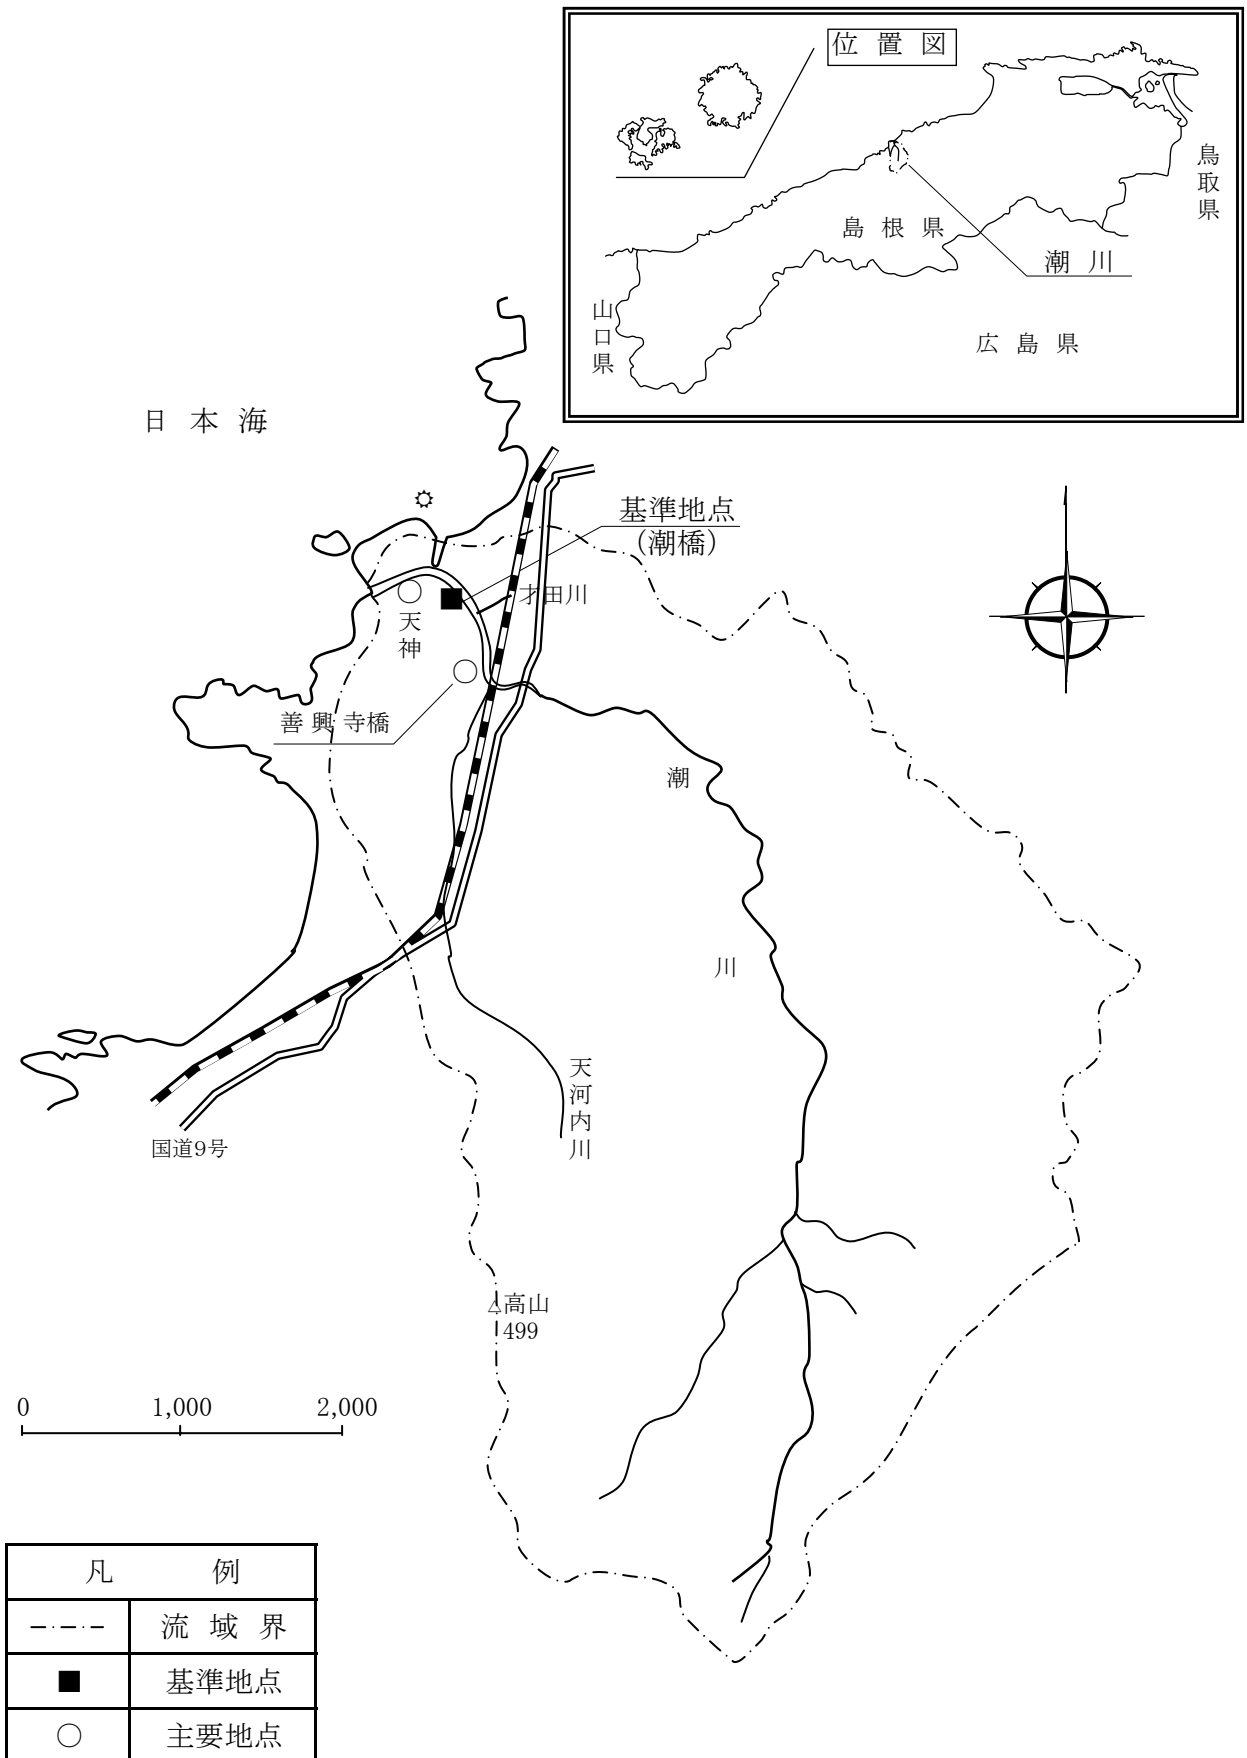 位置図
鳥取県
島根県
潮川
山口県
広島県
日本海
基準地点
(潮橋)
才田川
天神
善興寺橋
潮川
天河内川
国道9号
△高山
499
0 1,000 2,000
凡例
流域界
■ 基準地点
○ 主要地点